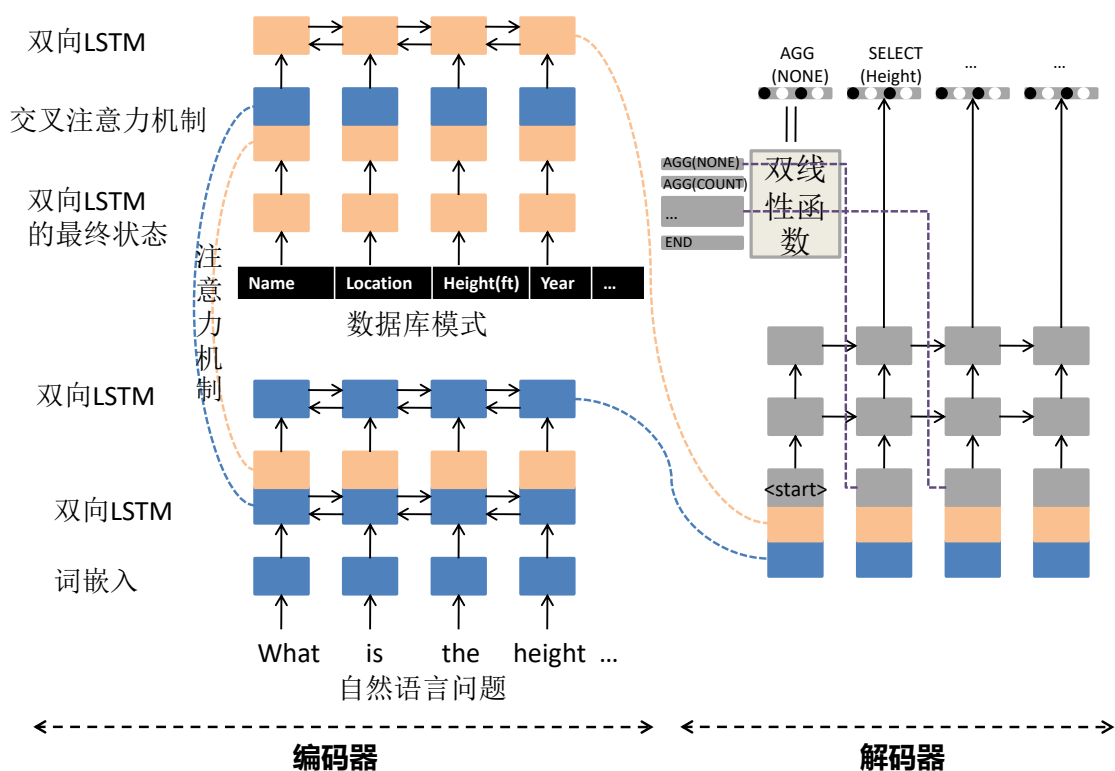 双向LSTM
交叉注意力机制
双向LSTM
的最终状态
注意力机制
Name Location Height(ft) Year ...
数据库模式
双向LSTM
双向LSTM
词嵌入
What is the height ...
自然语言问题
编码器
AGG
(NONE)
SELECT
(Height)
...
...
AGG(NONE)
AGG(COUNT)
...
END
双线
性函
数
<start>
解码器